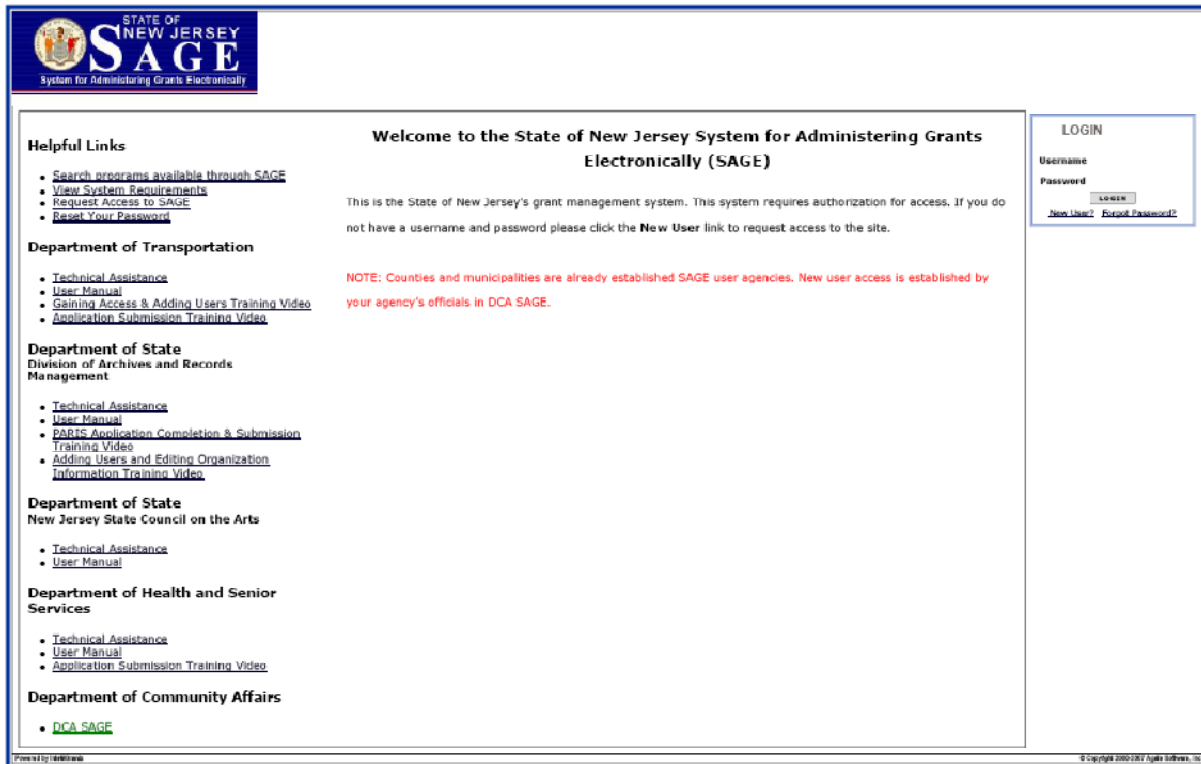 STATE OF
NEW JERSEY
SAGE
System for Administering Grants Electronically
Helpful Links
Search programs available through SAGE
View System Requirements
Request Access to SAGE
Reset Your Password
Department of Transportation
Technical Assistance
User Manual
Gaining Access & Adding Users Training Video
Application Submission Training Video
Department of State
Division of Archives and Records
Management
Technical Assistance
User Manual
PARIS Application Completion & Submission
Training Video
Adding Users and Editing Organization
Information Training Video
Department of State
New Jersey State Council on the Arts
Technical Assistance
User Manual
Department of Health and Senior
Services
Technical Assistance
User Manual
Application Submission Training Video
Department of Community Affairs
DCA SAGE
Welcome to the State of New Jersey System for Administering Grants
Electronically (SAGE)
This is the State of New Jersey's grant management system. This system requires authorization for access. If you do
not have a username and password please click the New User link to request access to the site.
NOTE: Counties and municipalities are already established SAGE user agencies. New user access is established by
your agency's officials in DCA SAGE.
LOGIN
Username
Password
LOGIN
New User? Forgot Password?
Powered by IntelliGrants
© Copyright 2000-2007 Agate Software, Inc